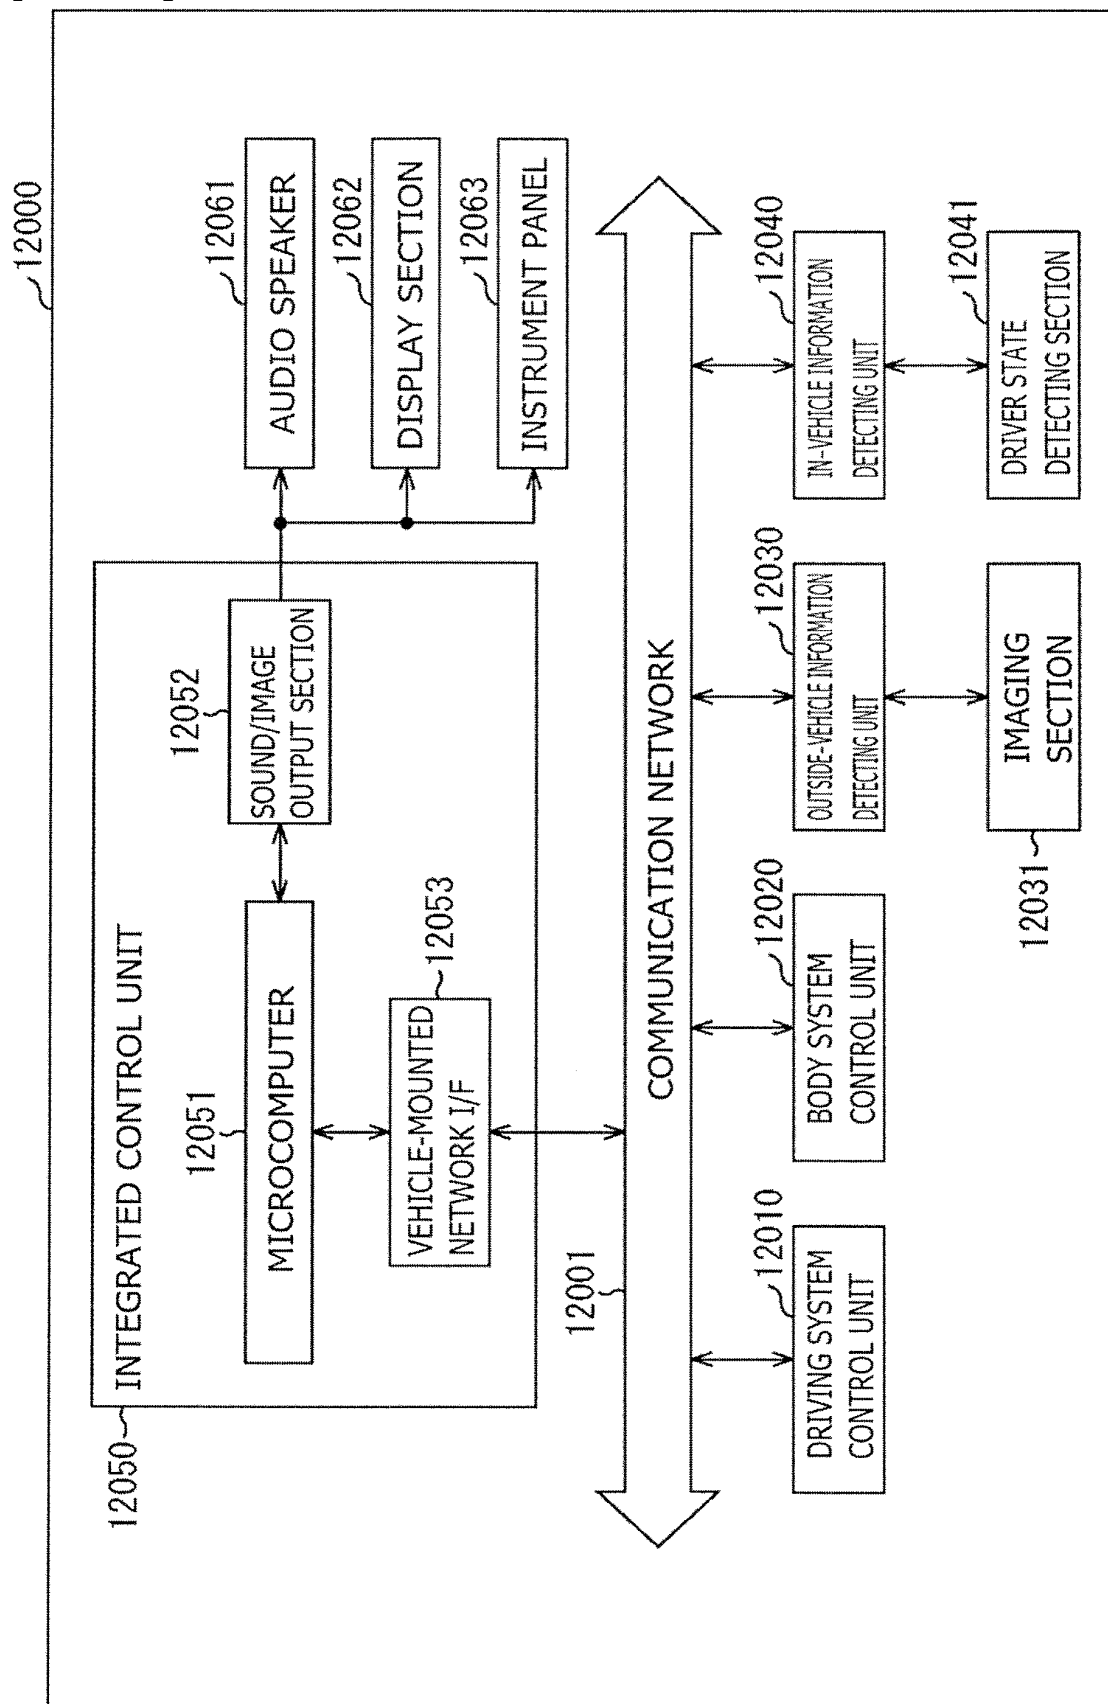 12000
12050
INTEGRATED CONTROL UNIT
12051
MICROCOMPUTER
12052
SOUND/IMAGE
OUTPUT SECTION
12053
VEHICLE-MOUNTED
NETWORK I/F
12061
AUDIO SPEAKER
12062
DISPLAY SECTION
12063
INSTRUMENT PANEL
12001
COMMUNICATION NETWORK
12010
DRIVING SYSTEM
CONTROL UNIT
12020
BODY SYSTEM
CONTROL UNIT
12030
OUTSIDE-VEHICLE INFORMATION
DETECTING UNIT
12040
IN-VEHICLE INFORMATION
DETECTING UNIT
12031
IMAGING
SECTION
12041
DRIVER STATE
DETECTING SECTION